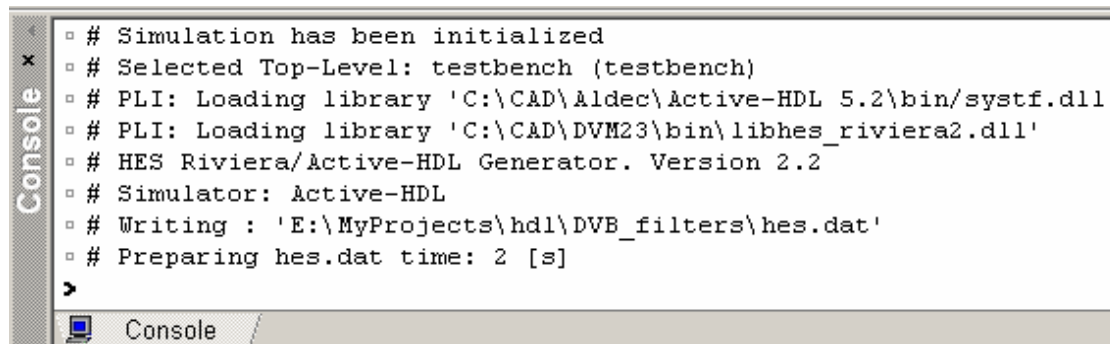 # Simulation has been initialized
# Selected Top-Level: testbench (testbench)
# PLI: Loading library 'C:\CAD\Aldec\Active-HDL 5.2\bin/systf.dll
# PLI: Loading library 'C:\CAD\DVM23\bin\libhes_riviera2.dll'
# HES Riviera/Active-HDL Generator. Version 2.2
# Simulator: Active-HDL
# Writing : 'E:\MyProjects\hdl\DVB_filters\hes.dat'
# Preparing hes.dat time: 2 [s]
>
Console
Console